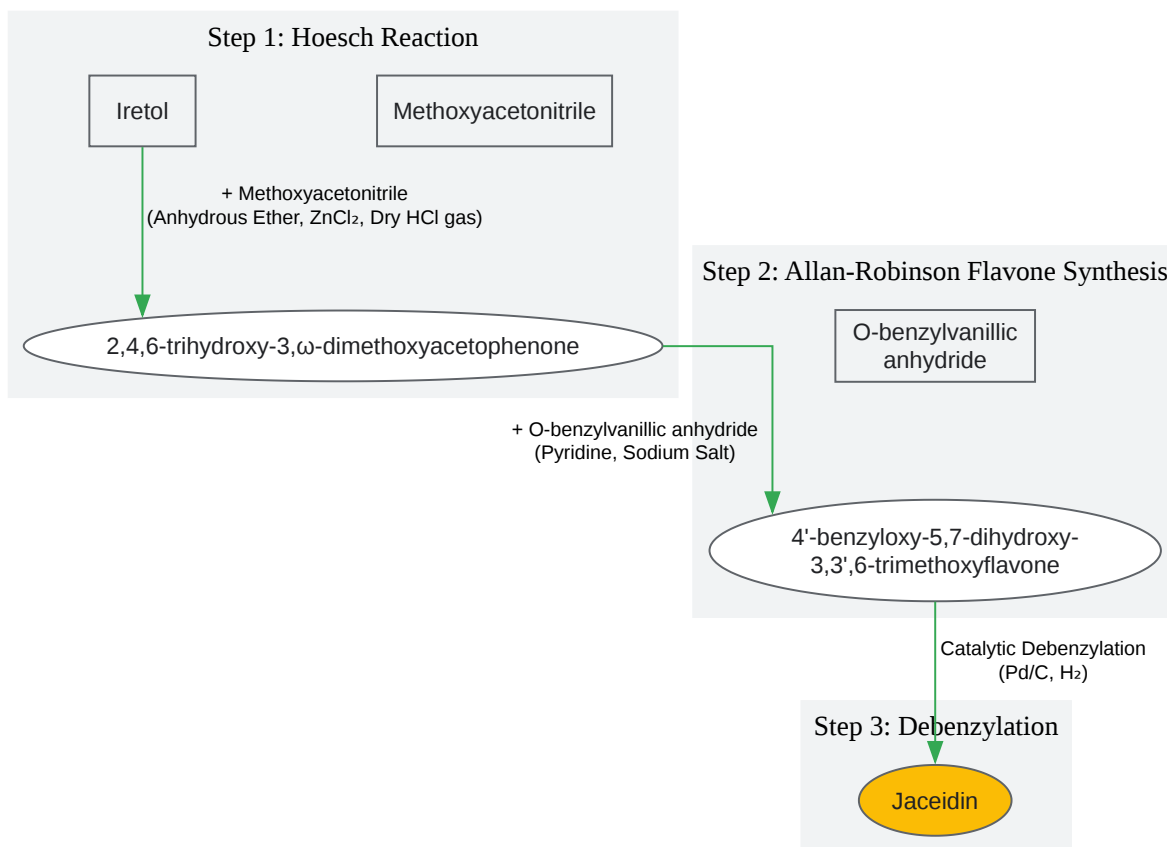 Step 1: Hoesch Reaction
Iretol
Methoxyacetonitrile
+ Methoxyacetonitrile
(Anhydrous Ether, ZnCl₂, Dry HCl gas)
2,4,6-trihydroxy-3,ω-dimethoxyacetophenone
Step 2: Allan-Robinson Flavone Synthesis
O-benzylvanillic
anhydride
+ O-benzylvanillic anhydride
(Pyridine, Sodium Salt)
4'-benzyloxy-5,7-dihydroxy-
3,3',6-trimethoxyflavone
Catalytic Debenzylation
(Pd/C, H₂)
Step 3: Debenzylation
Jaceidin